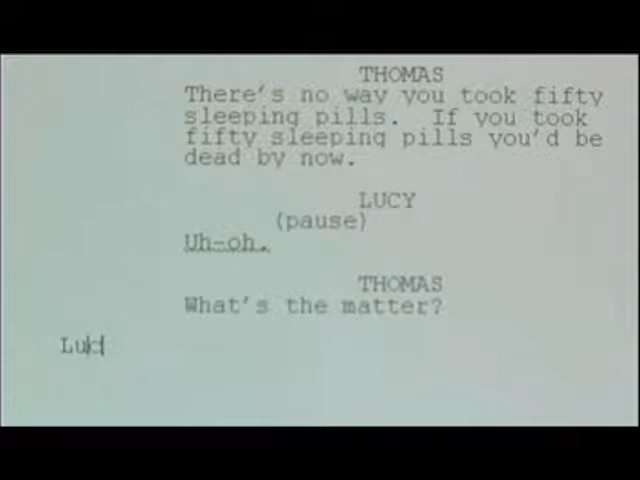 THOMAS
There's no way you took fifty
sleeping pills. If you took
fifty sleeping pills you'd be
dead by now.
LUCY
(pause)
Uh-oh.
THOMAS
What's the matter?
Luc